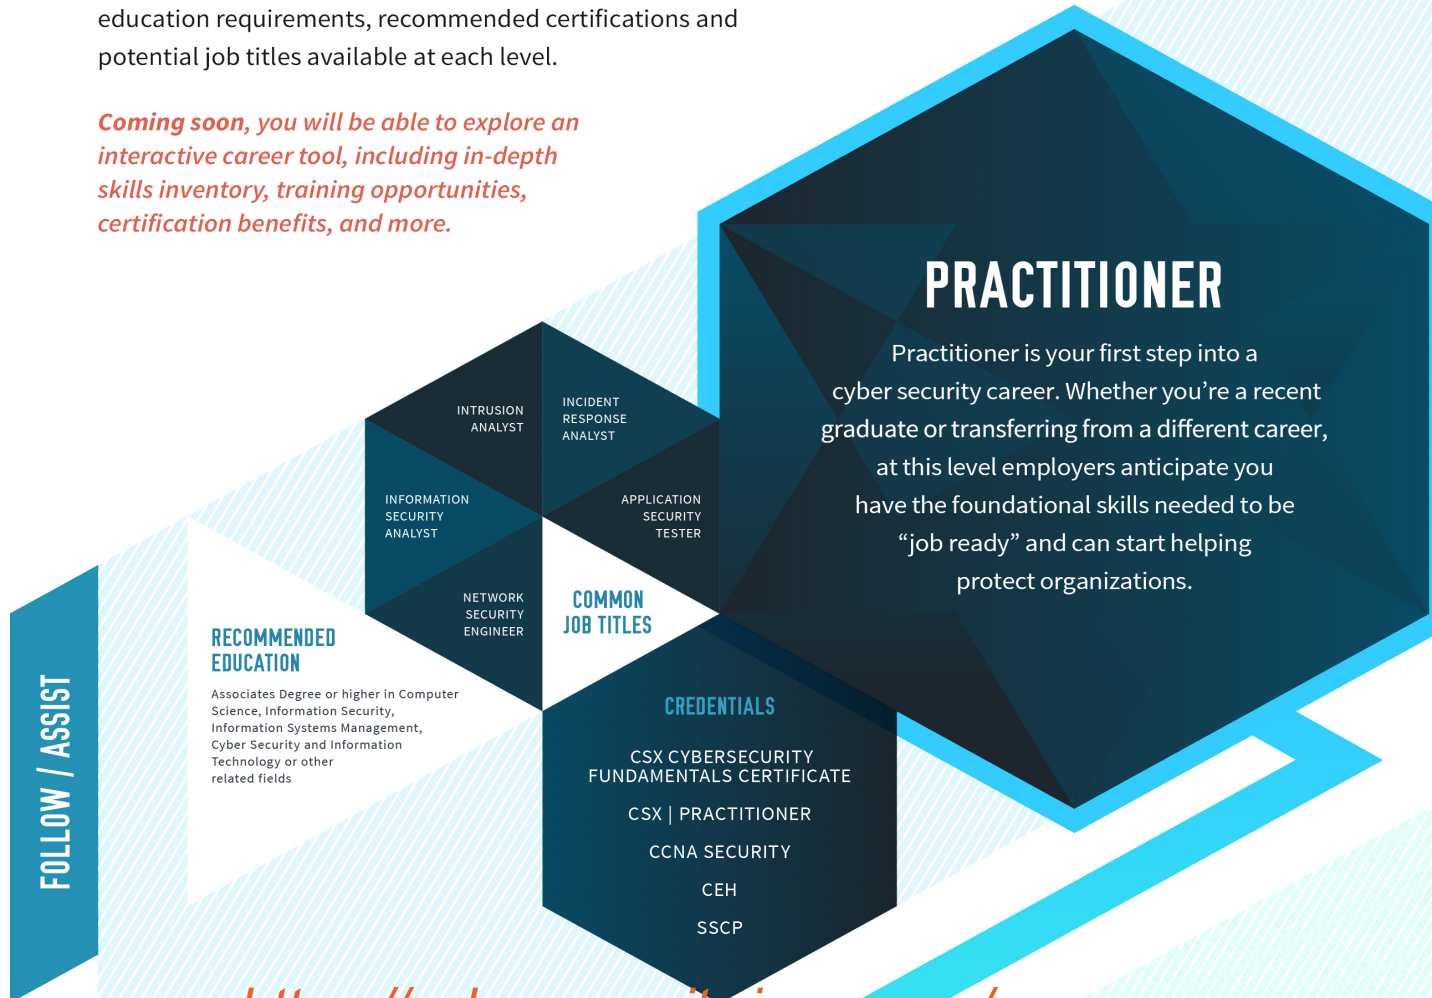 education requirements, recommended certifications and
potential job titles available at each level.
Coming soon, you will be able to explore an
interactive career tool, including in-depth
skills inventory, training opportunities,
certification benefits, and more.
PRACTITIONER
Practitioner is your first step into a
cyber security career. Whether you’re a recent
graduate or transferring from a different career,
at this level employers anticipate you
have the foundational skills needed to be
“job ready” and can start helping
protect organizations.
INTRUSION
ANALYST
INCIDENT
RESPONSE
ANALYST
INFORMATION
SECURITY
ANALYST
APPLICATION
SECURITY
TESTER
NETWORK
SECURITY
ENGINEER
COMMON
JOB TITLES
RECOMMENDED
EDUCATION
Associates Degree or higher in Computer
Science, Information Security,
Information Systems Management,
Cyber Security and Information
Technology or other
related fields
FOLLOW / ASSIST
CREDENTIALS
CSX CYBERSECURITY
FUNDAMENTALS CERTIFICATE
CSX | PRACTITIONER
CCNA SECURITY
CEH
SSCP